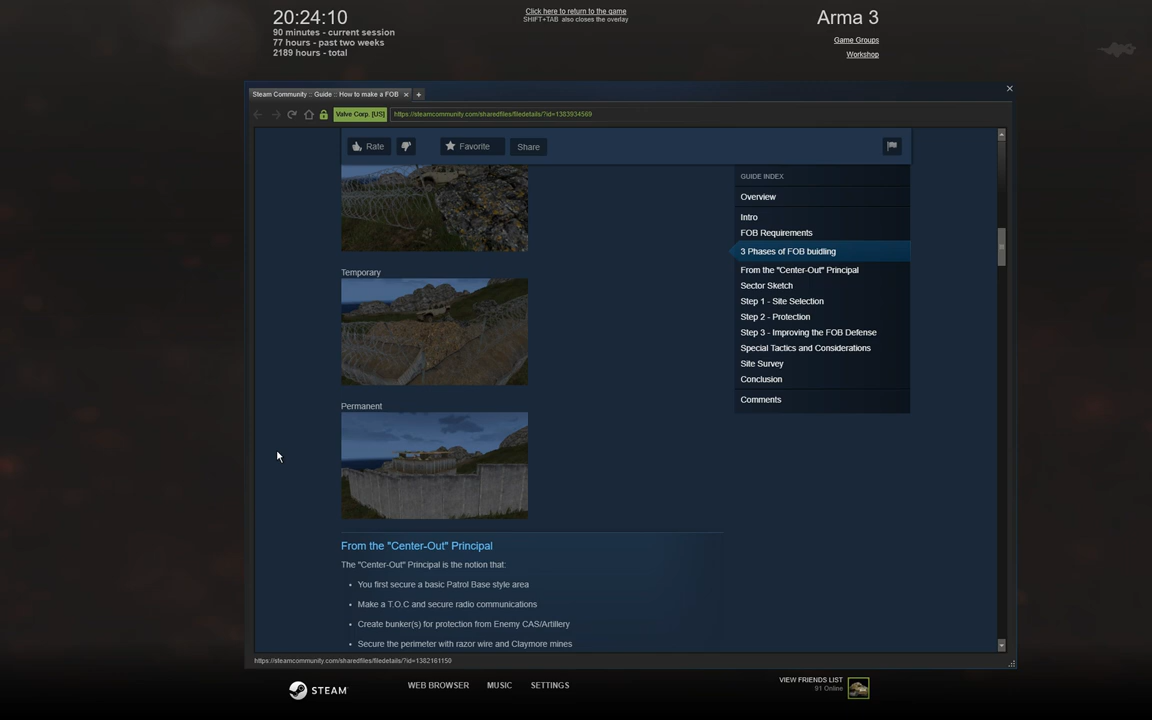 20:24:10
90 minutes - current session
77 hours - past two weeks
2189 hours - total
Click here to return to the game
SHIFT+TAB also closes the overlay
Arma 3
Game Groups
Workshop
Steam Community :: Guide :: How to make a FOB × +
Valve Corp. [US] https://steamcommunity.com/sharedfiles/filedetails/?id=1383934569
Rate Favorite Share
GUIDE INDEX
Overview
Intro
FOB Requirements
3 Phases of FOB buidling
From the "Center-Out" Principal
Sector Sketch
Step 1 - Site Selection
Step 2 - Protection
Step 3 - Improving the FOB Defense
Special Tactics and Considerations
Site Survey
Conclusion
Comments
Temporary
Permanent
From the "Center-Out" Principal
The "Center-Out" Principal is the notion that:
• You first secure a basic Patrol Base style area
• Make a T.O.C and secure radio communications
• Create bunker(s) for protection from Enemy CAS/Artillery
• Secure the perimeter with razor wire and Claymore mines
https://steamcommunity.com/sharedfiles/filedetails/?id=1382161150
STEAM
WEB BROWSER MUSIC SETTINGS
VIEW FRIENDS LIST
91 Online